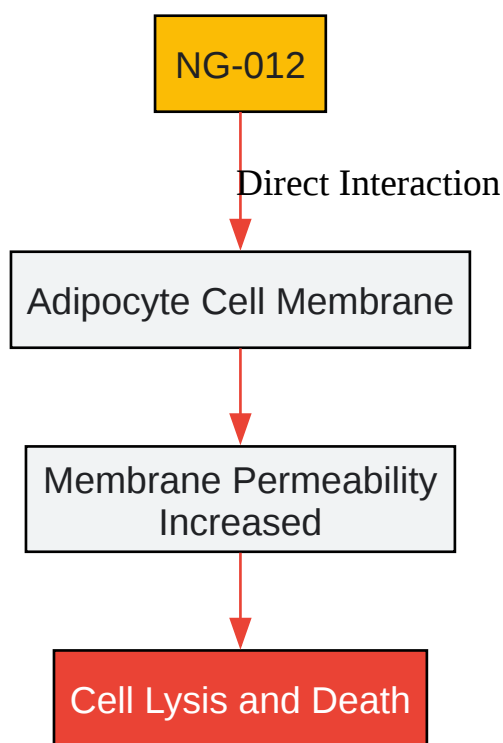 NG-012
Direct Interaction
Adipocyte Cell Membrane
Membrane Permeability
Increased
Cell Lysis and Death